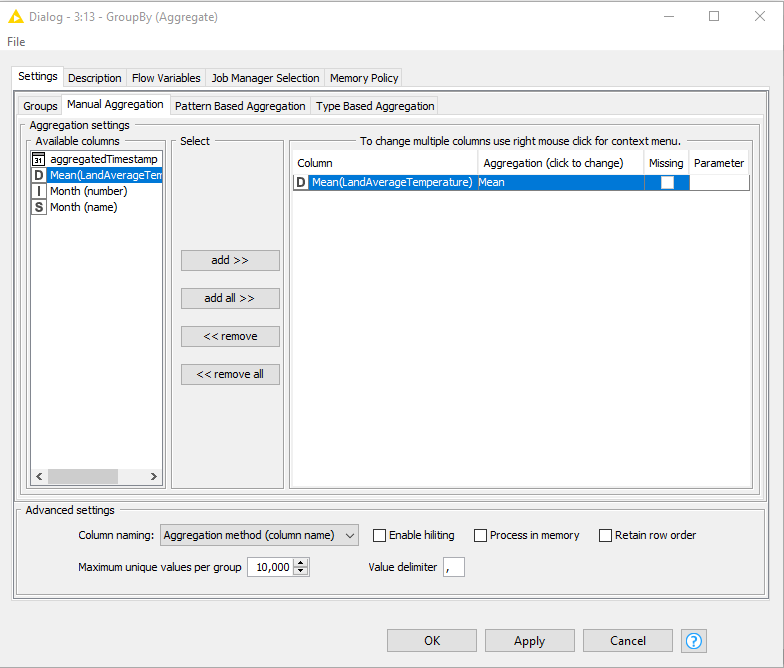 Dialog - 3:13 - GroupBy (Aggregate)
File
Settings Description Flow Variables Job Manager Selection Memory Policy
Groups Manual Aggregation Pattern Based Aggregation Type Based Aggregation
Aggregation settings
Available columns
31 aggregatedTimestamp
D Mean(LandAverageTem
I Month (number)
S Month (name)
Select
add >>
add all >>
<< remove
<< remove all
To change multiple columns use right mouse click for context menu.
Column Aggregation (click to change) Missing Parameter
D Mean(LandAverageTemperature) Mean
Advanced settings
Column naming: Aggregation method (column name) Enable hiliting Process in memory Retain row order
Maximum unique values per group 10,000 Value delimiter ,
OK Apply Cancel ?